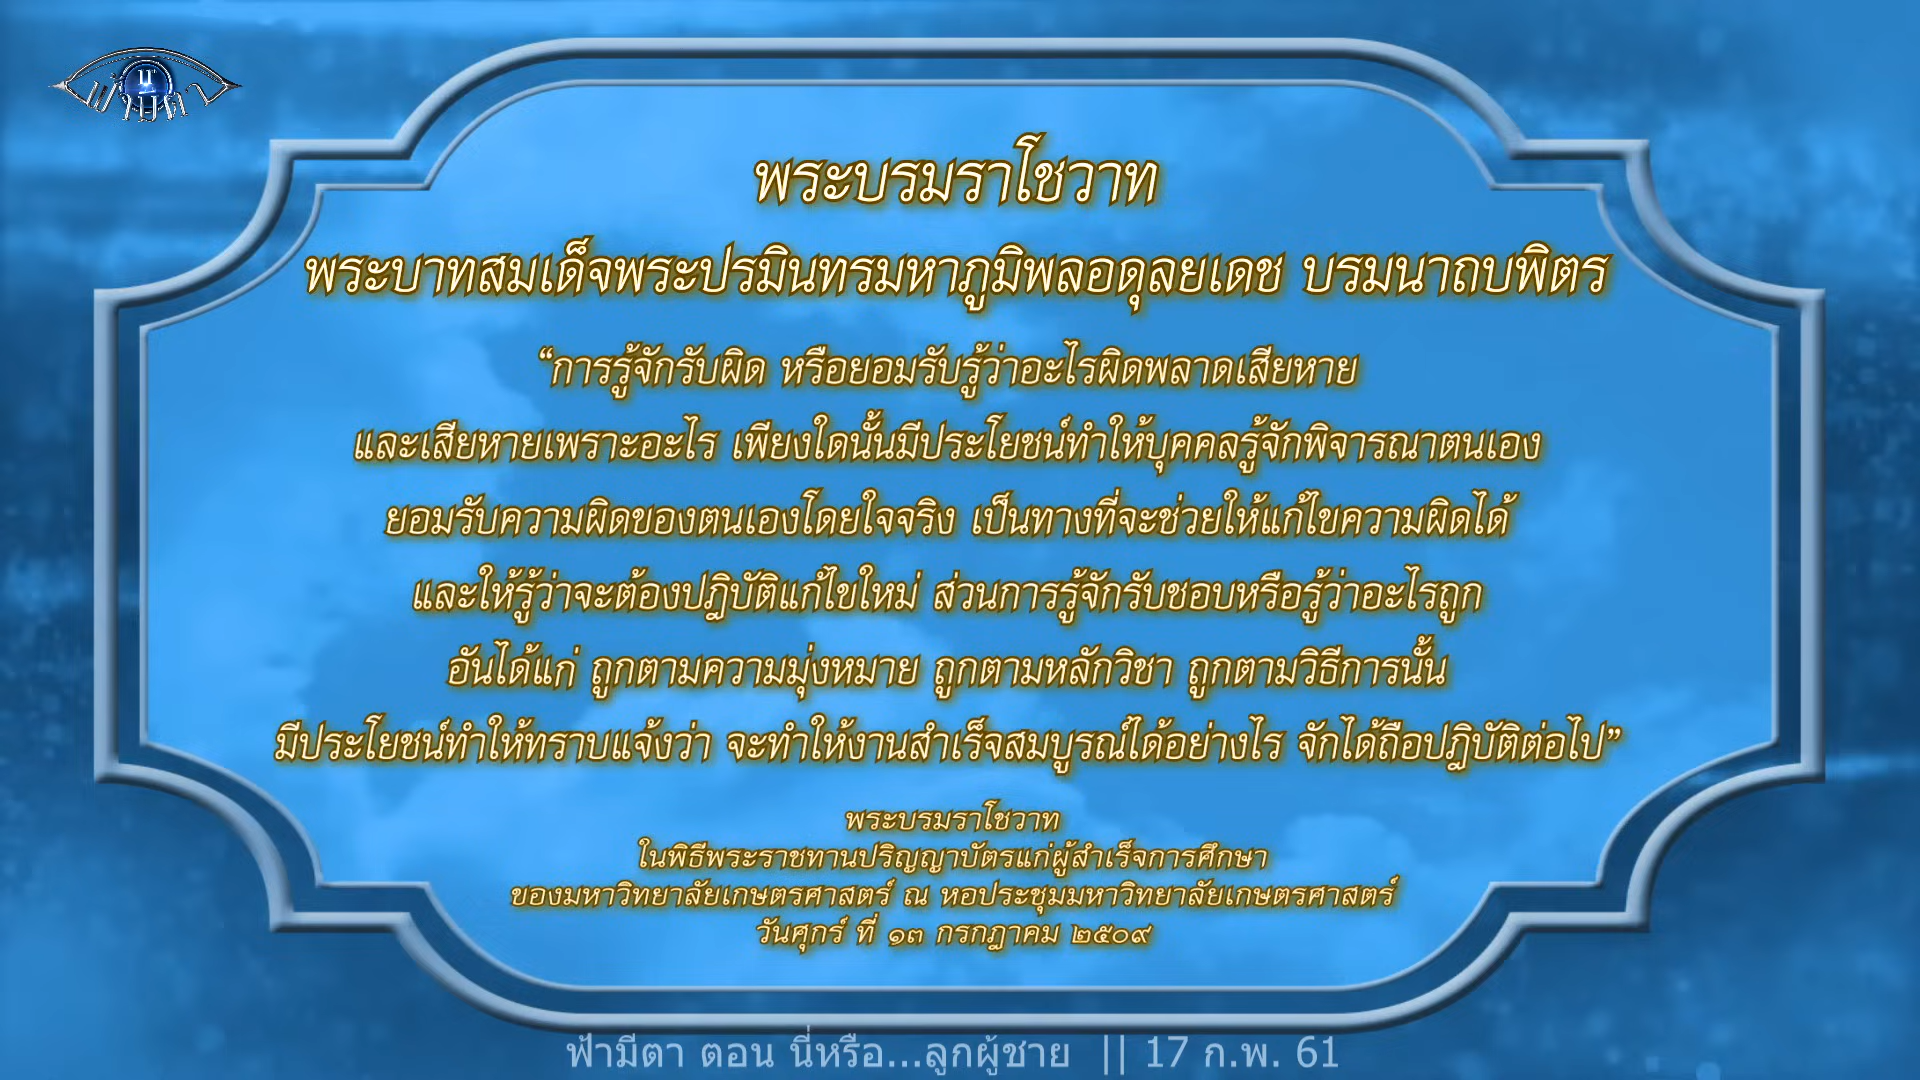 ฟ้ามีตา
พระบรมราโชวาท
พระบาทสมเด็จพระปรมินทรมหาภูมิพลอดุลยเดช บรมนาถบพิตร
“การรู้จักรับผิด หรือยอมรับรู้ว่าอะไรผิดพลาดเสียหาย
และเสียหายเพราะอะไร เพียงใดนั้นมีประโยชน์ทำให้บุคคลรู้จักพิจารณาตนเอง
ยอมรับความผิดของตนเองโดยใจจริง เป็นทางที่จะช่วยให้แก้ไขความผิดได้
และให้รู้ว่าจะต้องปฏิบัติแก้ไขใหม่ ส่วนการรู้จักรับชอบหรือรู้ว่าอะไรถูก
อันได้แก่ ถูกตามความมุ่งหมาย ถูกตามหลักวิชา ถูกตามวิธีการนั้น
มีประโยชน์ทำให้ทราบแจ้งว่า จะทำให้งานสำเร็จสมบูรณ์ได้อย่างไร จักได้ถือปฏิบัติต่อไป”
พระบรมราโชวาท
ในพิธีพระราชทานปริญญาบัตรแก่ผู้สำเร็จการศึกษา
ของมหาวิทยาลัยเกษตรศาสตร์ ณ หอประชุมมหาวิทยาลัยเกษตรศาสตร์
วันศุกร์ ที่ ๑๓ กรกฎาคม ๒๕๐๙
ฟ้ามีตา ตอน นี่หรือ...ลูกผู้ชาย || 17 ก.พ. 61